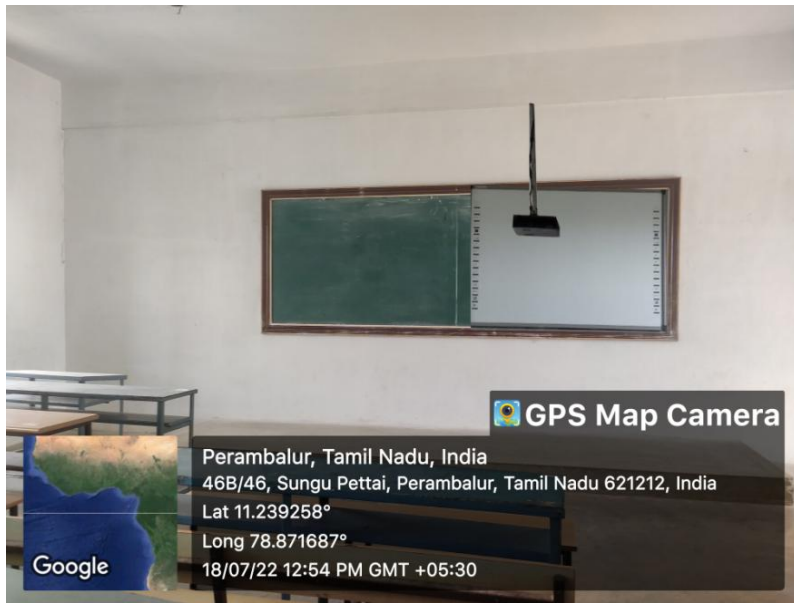 GPS Map Camera
Perambalur, Tamil Nadu, India
46B/46, Sungu Pettai, Perambalur, Tamil Nadu 621212, India
Lat 11.239258°
Long 78.871687°
18/07/22 12:54 PM GMT +05:30
Google